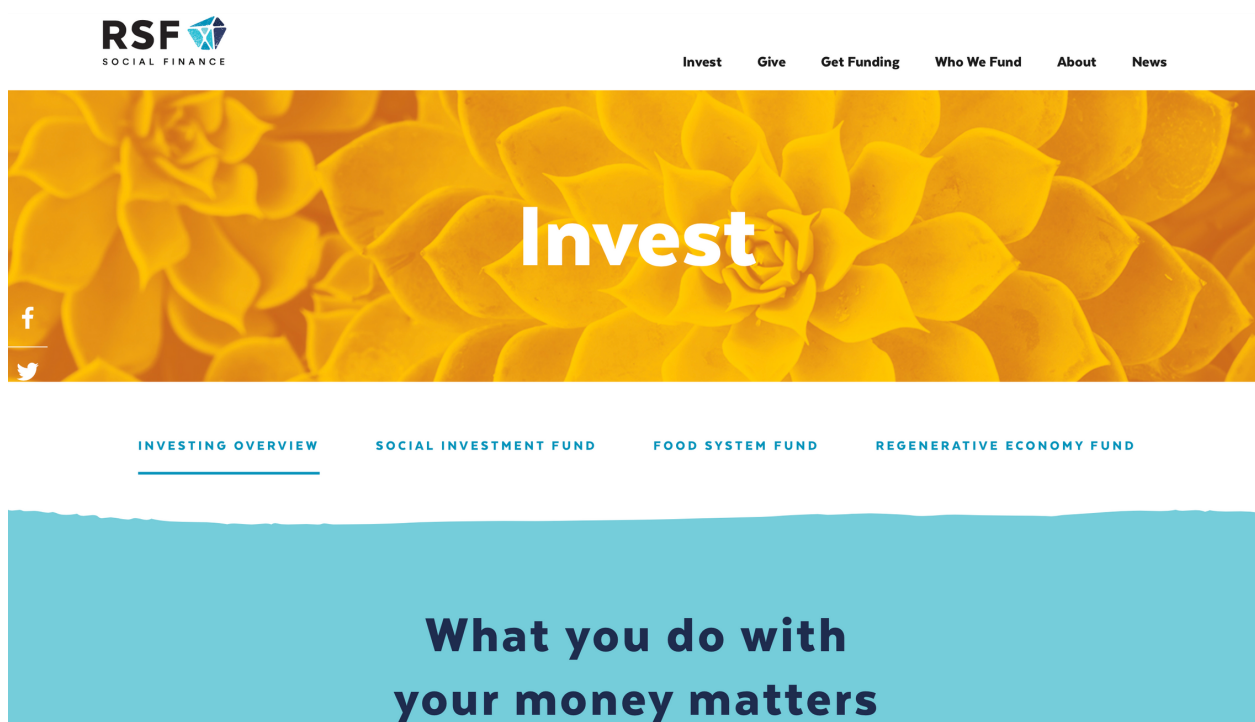 RSF
SOCIAL FINANCE
Invest Give Get Funding Who We Fund About News
Invest
INVESTING OVERVIEW SOCIAL INVESTMENT FUND FOOD SYSTEM FUND REGENERATIVE ECONOMY FUND
What you do with
your money matters